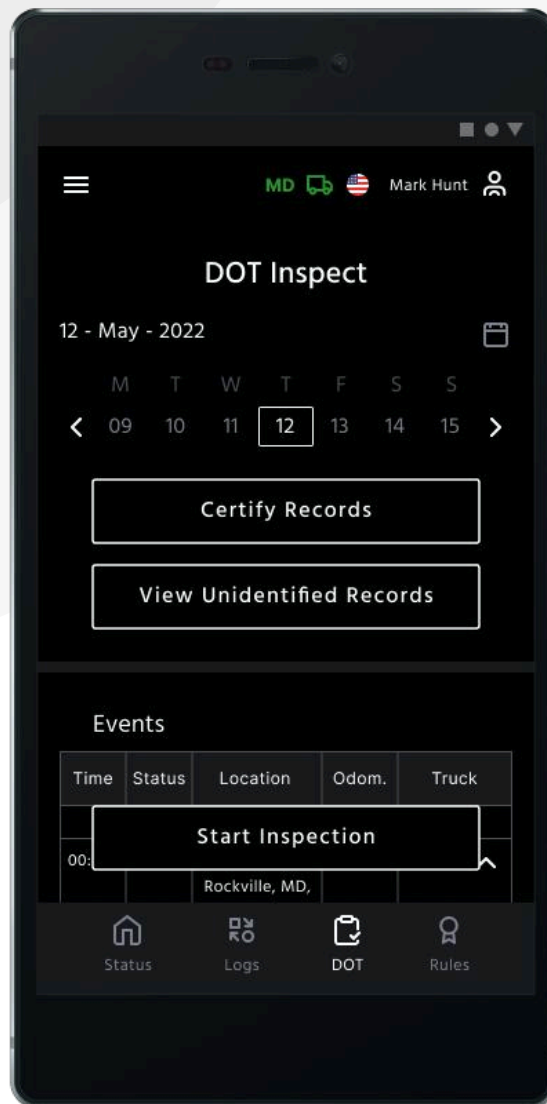 MD Mark Hunt
DOT Inspect
12 - May - 2022
M T W T F S S
09 10 11 12 13 14 15
Certify Records
View Unidentified Records
Events
Time Status Location Odom. Truck
Start Inspection
00:
Rockville, MD,
Status Logs DOT Rules